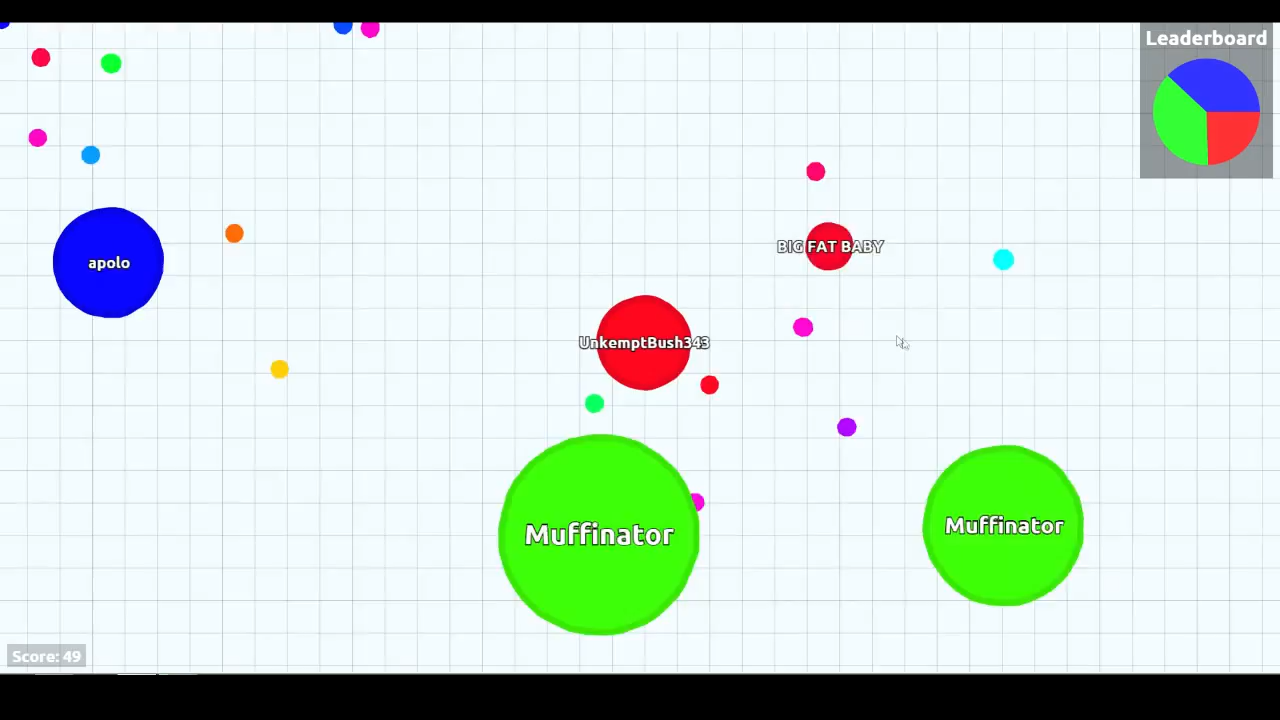 Leaderboard
BIG FAT BABY
apolo
UnkemptBush343
Muffinator
Muffinator
Score: 49